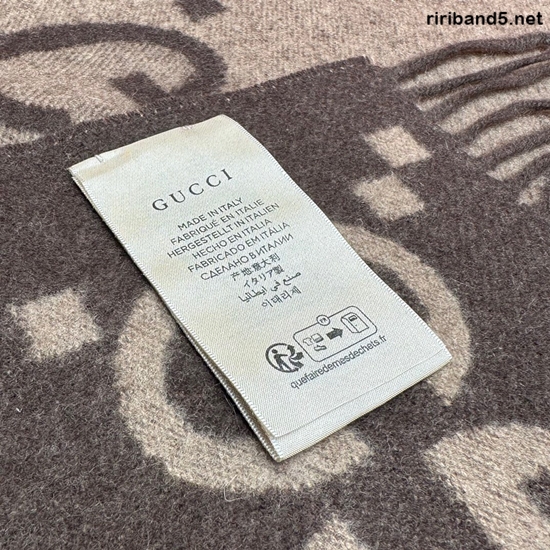 ririband5.net
GUCCI
MADE IN ITALY
FABRIQUÉ EN ITALIE
HERGESTELLT IN ITALIEN
HECHO EN ITALIA
FABRICADO EM ITÁLIA
СДЕЛАНО В ИТАЛИИ
产地意大利
イタリア製
صنع في ايطاليا
이태리제
FR
quefairedemesdechets.fr